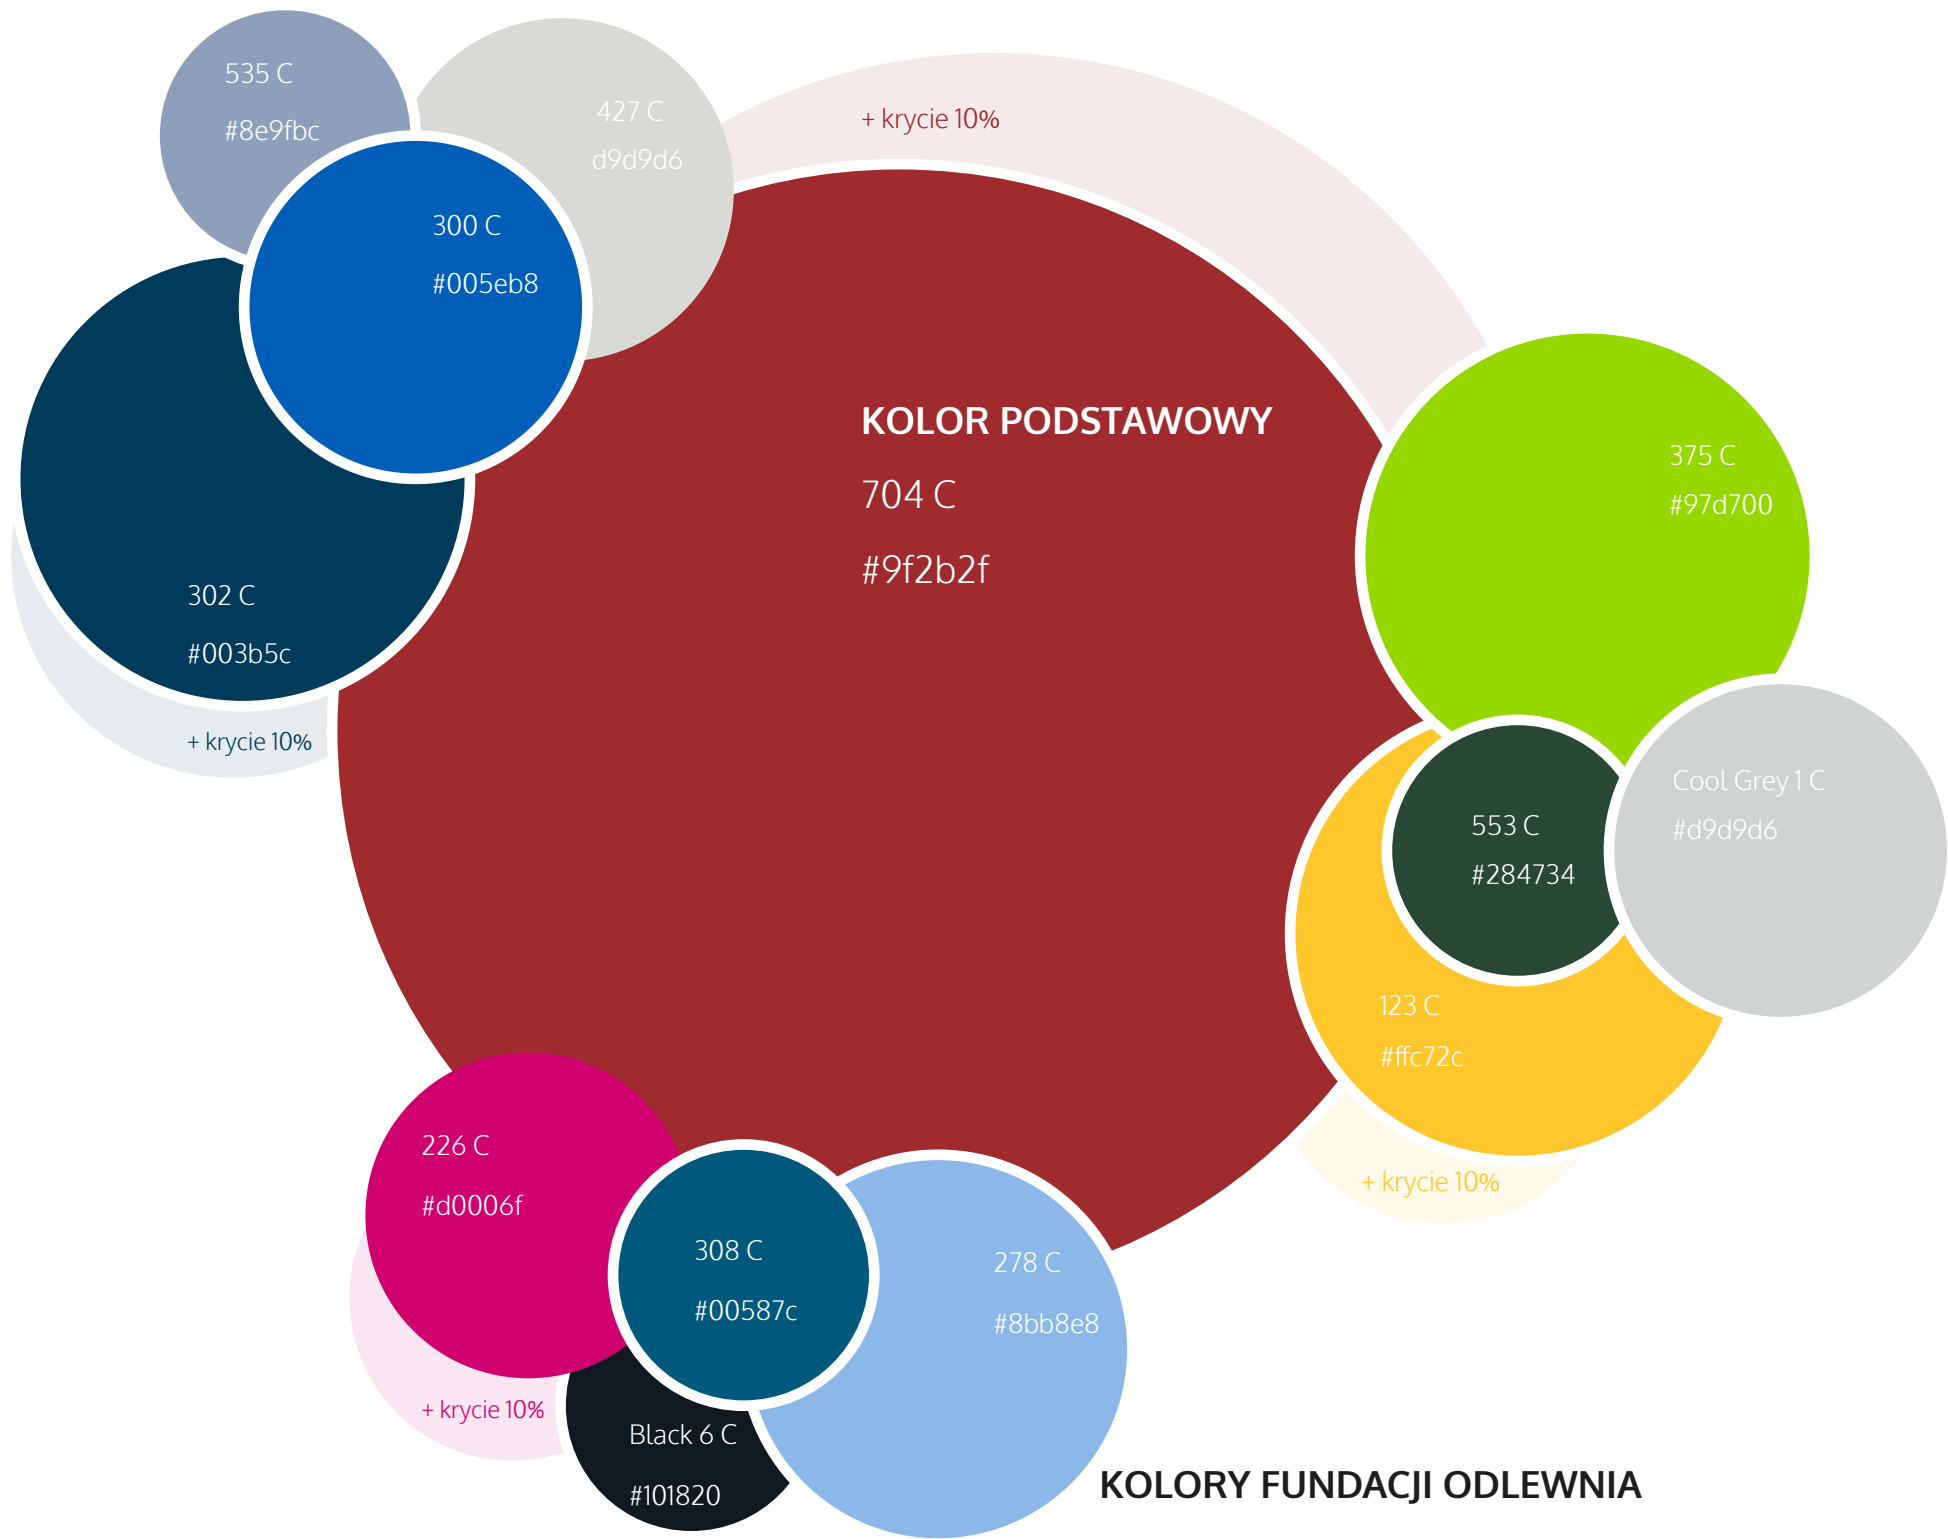 535 C
#8e9fbc
427 C
d9d9d6
+ krycie 10%
300 C
#005eb8
KOLOR PODSTAWOWY
704 C
#9f2b2f
375 C
#97d700
302 C
#003b5c
+ krycie 10%
Cool Grey 1 C
#d9d9d6
553 C
#284734
123 C
#ffc72c
+ krycie 10%
226 C
#d0006f
308 C
#00587c
278 C
#8bb8e8
+ krycie 10%
Black 6 C
#101820
KOLORY FUNDACJI ODLEWNIA